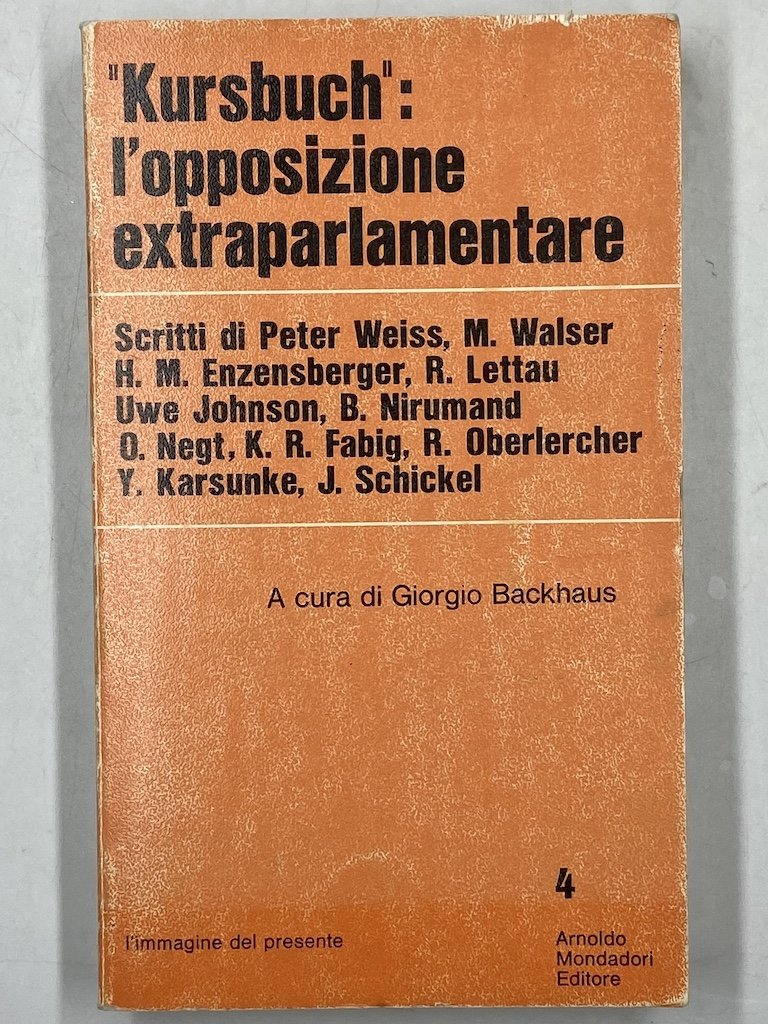 "Kursbuch":
l'opposizione
extraparlamentare
Scritti di Peter Weiss, M. Walser
H. M. Enzensberger, R. Lettau
Uwe Johnson, B. Nirumand
O. Negt, K. R. Fabig, R. Oberlercher
Y. Karsunke, J. Schickel
A cura di Giorgio Backhaus
4
l'immagine del presente
Arnoldo
Mondadori
Editore